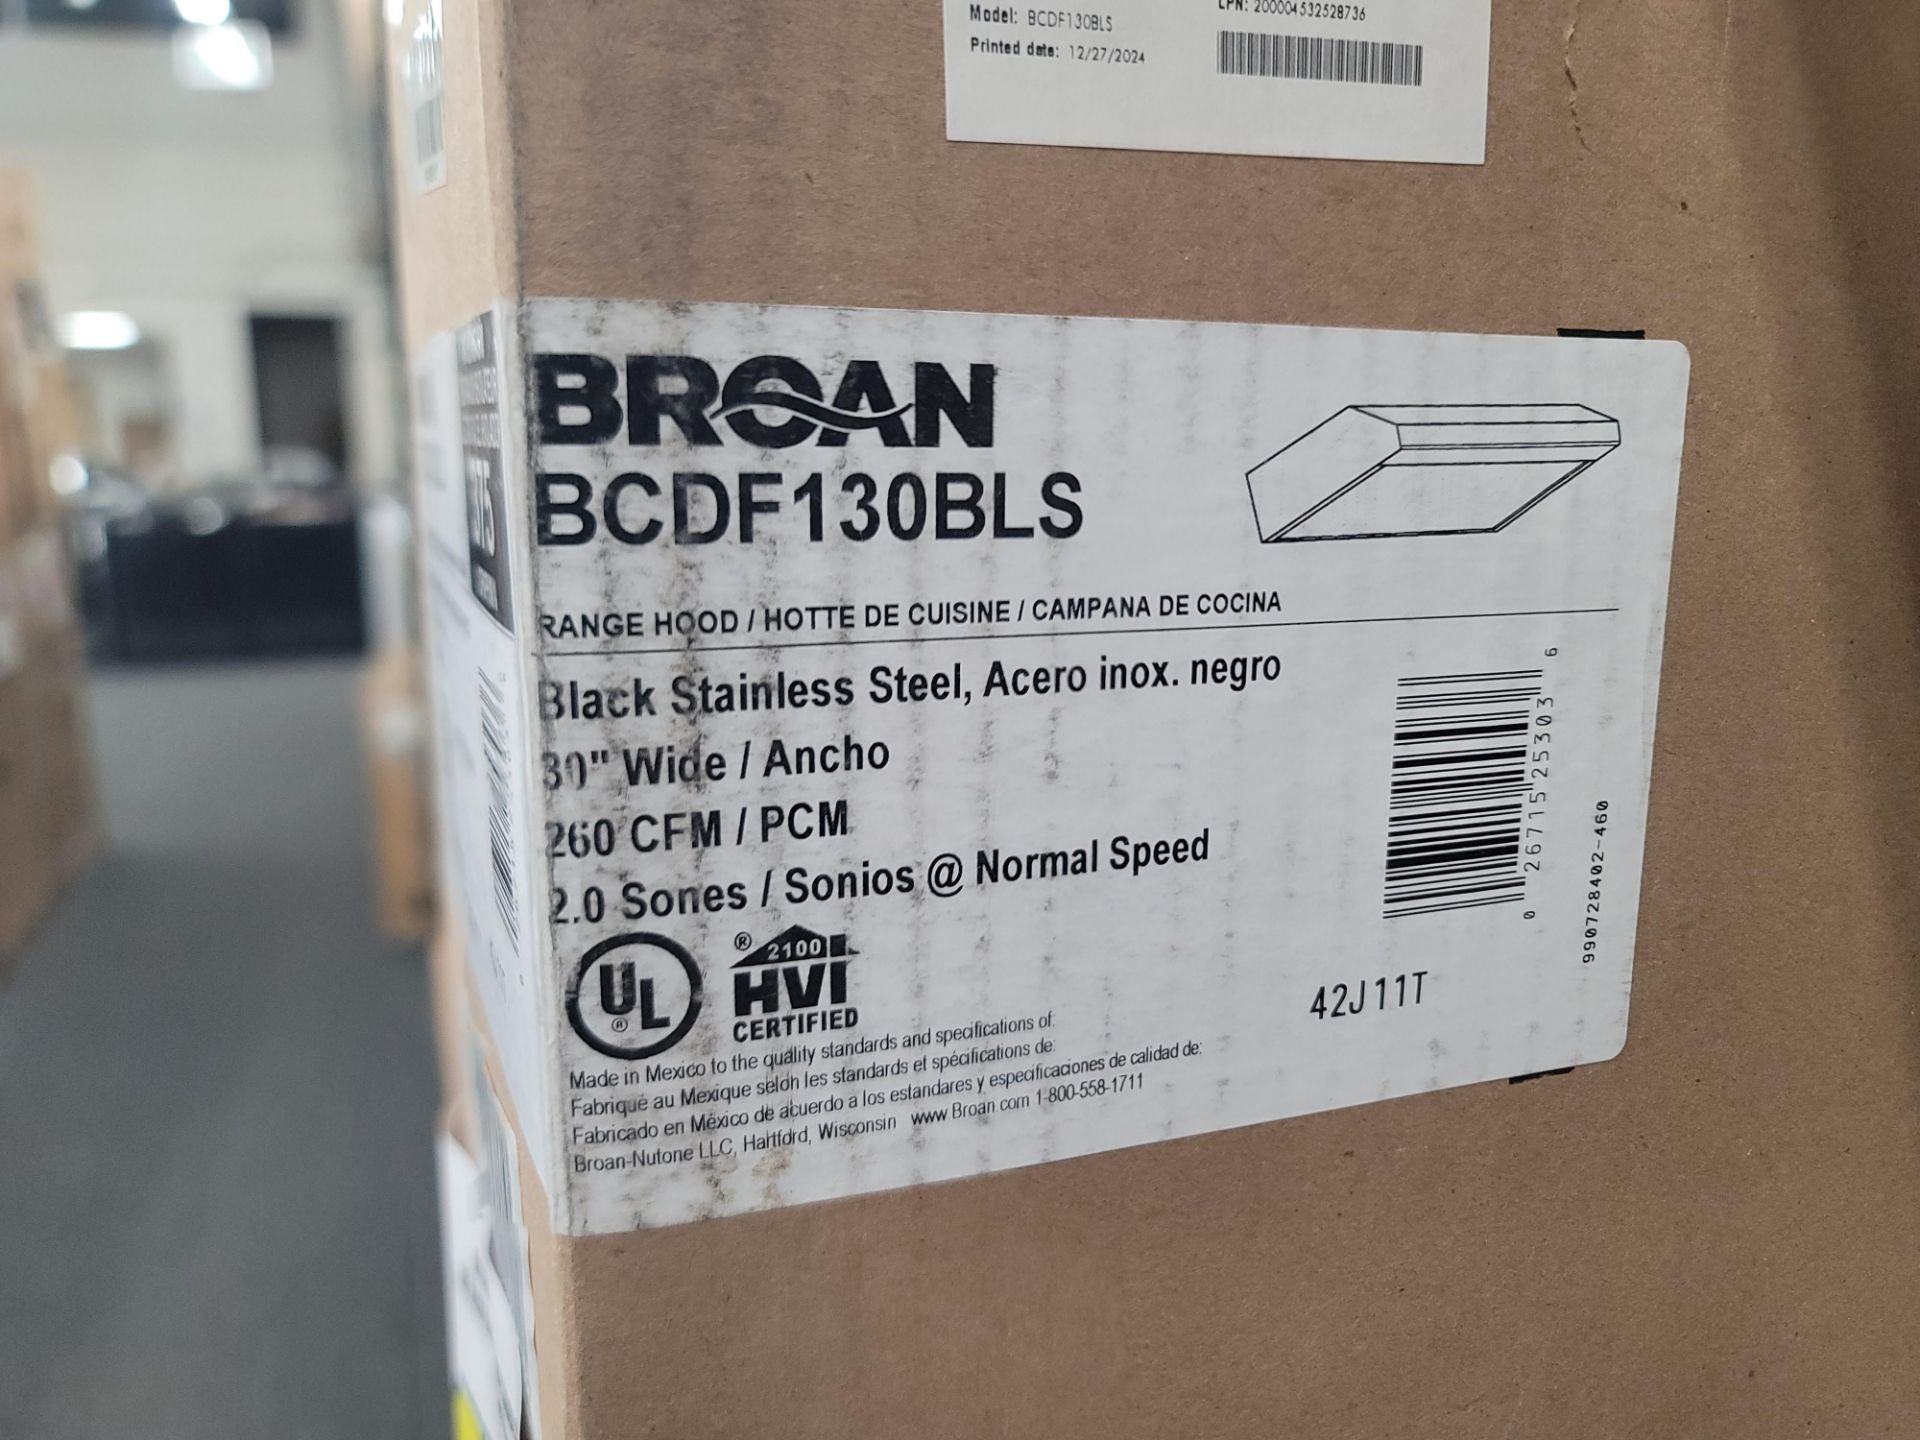 Model: BCDF130BLS
Printed date: 12/27/2024
LPN: 200004532528736
BROAN
BCDF130BLS
RANGE HOOD / HOTTE DE CUISINE / CAMPANA DE COCINA
Black Stainless Steel, Acero inox. negro
30" Wide / Ancho
260 CFM / PCM
2.0 Sones / Sonios @ Normal Speed
0 26715 25303 6
990728402-460
UL ®
® 2100
HVI
CERTIFIED
42J11T
Made in Mexico to the quality standards and specifications of:
Fabriqué au Mexique selon les standards et spécifications de:
Fabricado en México de acuerdo a los estandares y especificaciones de calidad de:
Broan-Nutone LLC, Hartford, Wisconsin www.Broan.com 1-800-558-1711